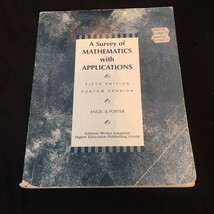 A Survey of
MATHEMATICS
with
APPLICATIONS
FIFTH EDITION
CUSTOM VERSION
ANGEL & PORTER
Addison Wesley Longman
Higher Education Publishing Group